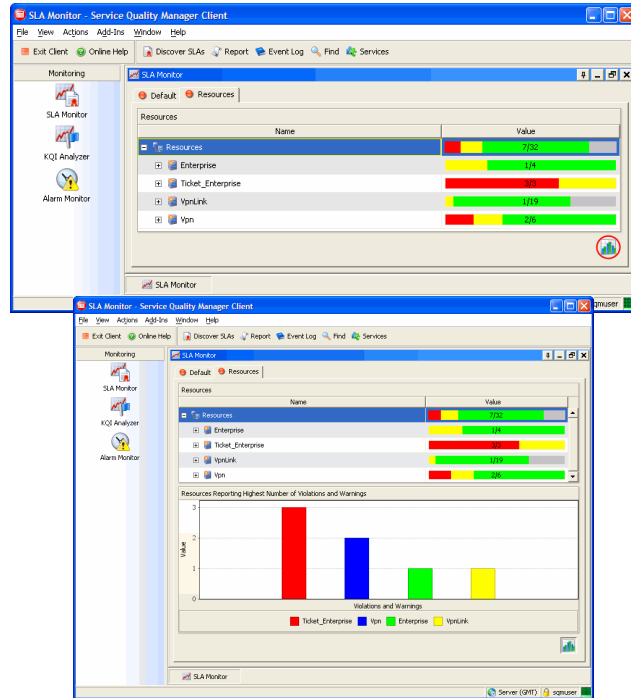 SLA Monitor - Service Quality Manager Client
File View Actions Add-Ins Window Help
Exit Client Online Help Discover SLAs Report Event Log Find Services
Monitoring
SLA Monitor
KQI Analyzer
Alarm Monitor
SLA Monitor
Default Resources
Resources
Name Value
Resources 7/32
Enterprise 1/4
Ticket_Enterprise 3/3
VpnLink 1/19
Vpn 2/6
SLA Monitor
qmuser
SLA Monitor - Service Quality Manager Client
File View Actions Add-Ins Window Help
Exit Client Online Help Discover SLAs Report Event Log Find Services
Monitoring
SLA Monitor
KQI Analyzer
Alarm Monitor
SLA Monitor
Default Resources
Resources
Name Value
Resources 7/32
Enterprise 1/4
Ticket_Enterprise 3/3
VpnLink 1/19
Vpn 2/6
Resources Reporting Highest Number of Violations and Warnings
3
2
1
0
Value
Violations and Warnings
Ticket_Enterprise Vpn Enterprise VpnLink
SLA Monitor
Server (GMT) sqmuser